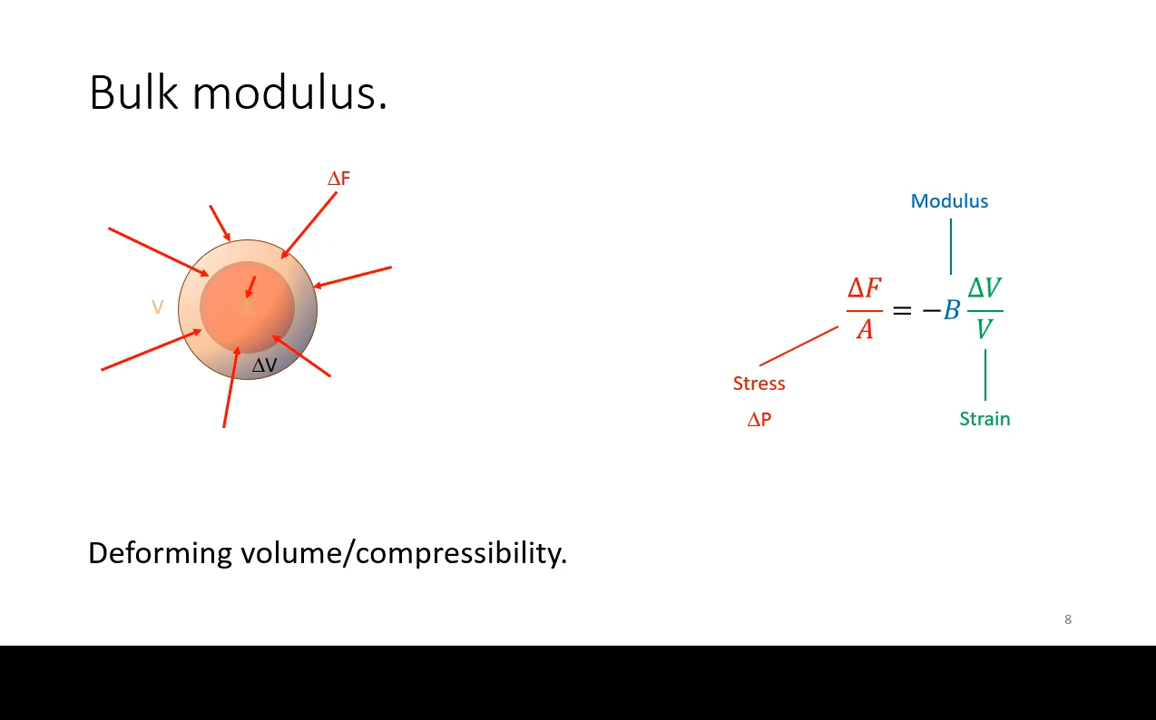 Bulk modulus.
ΔF
V
ΔV
Modulus
ΔF/A = −B ΔV/V
Stress
ΔP
Strain
Deforming volume/compressibility.
8